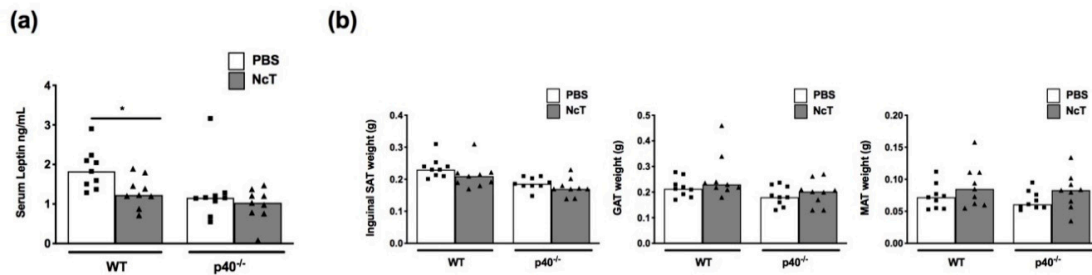 (a)
PBS
NcT
Serum Leptin ng/mL
4
3
2
1
0
*
WT
p40-/-
(b)
PBS
NcT
Inguinal SAT weight (g)
0.4
0.3
0.2
0.1
0.0
WT
p40-/-
PBS
NcT
GAT weight (g)
0.5
0.4
0.3
0.2
0.1
0.0
WT
p40-/-
PBS
NcT
MAT weight (g)
0.20
0.15
0.10
0.05
0.00
WT
p40-/-